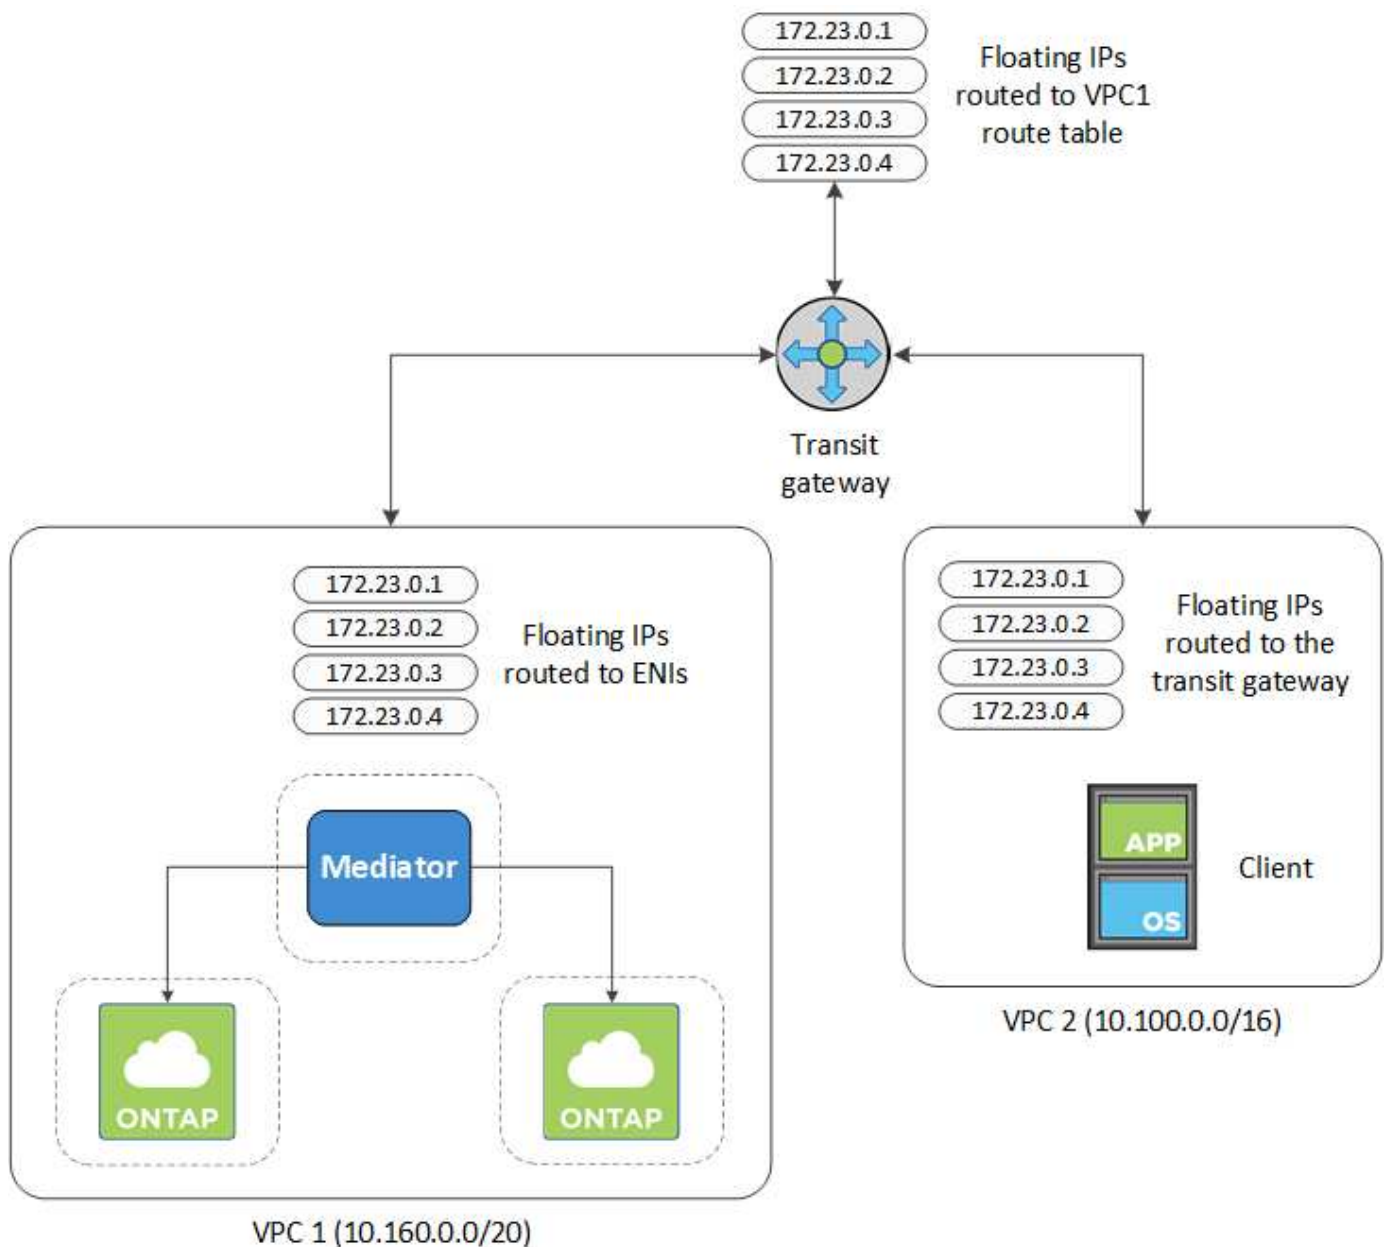 172.23.0.1
172.23.0.2
172.23.0.3
172.23.0.4
Floating IPs
routed to VPC1
route table
Transit
gateway
172.23.0.1
172.23.0.2
172.23.0.3
172.23.0.4
Floating IPs
routed to ENIs
Mediator
ONTAP
ONTAP
VPC 1 (10.160.0.0/20)
172.23.0.1
172.23.0.2
172.23.0.3
172.23.0.4
Floating IPs
routed to the
transit gateway
APP
OS
Client
VPC 2 (10.100.0.0/16)